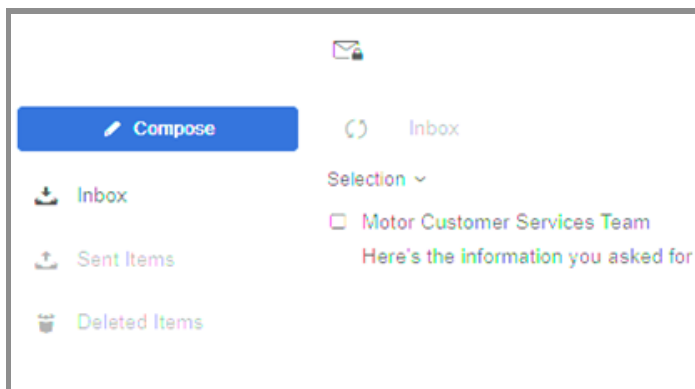 Compose
Inbox
Sent Items
Deleted Items
Inbox
Selection
Motor Customer Services Team
Here's the information you asked for